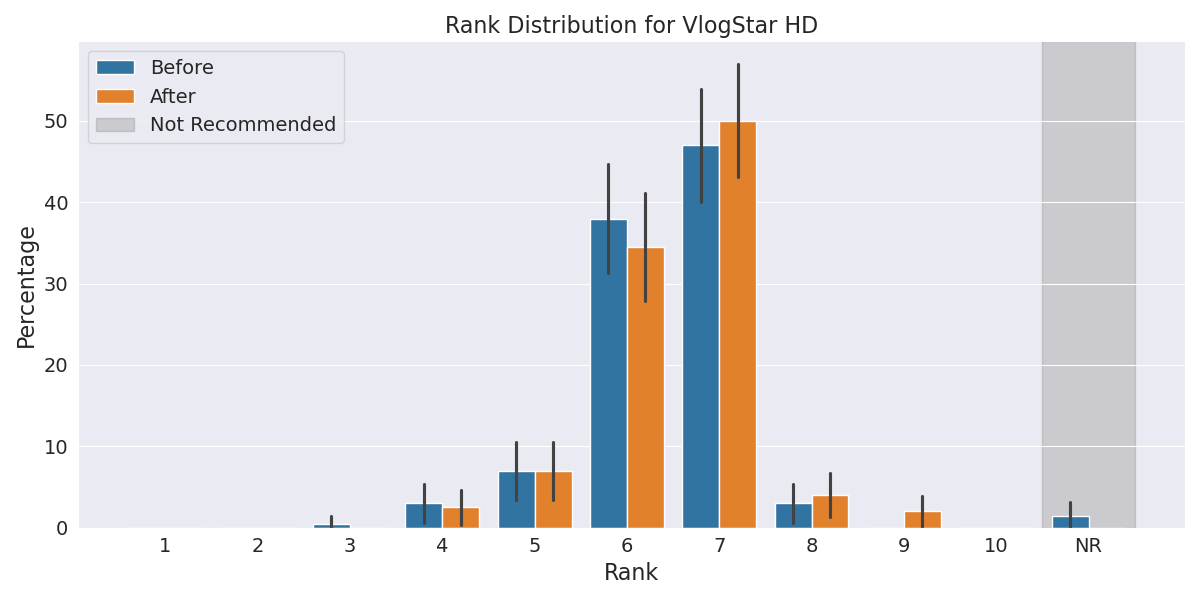 Rank Distribution for VlogStar HD
Before
After
Not Recommended
Percentage
50
40
30
20
10
0
1 2 3 4 5 6 7 8 9 10 NR
Rank